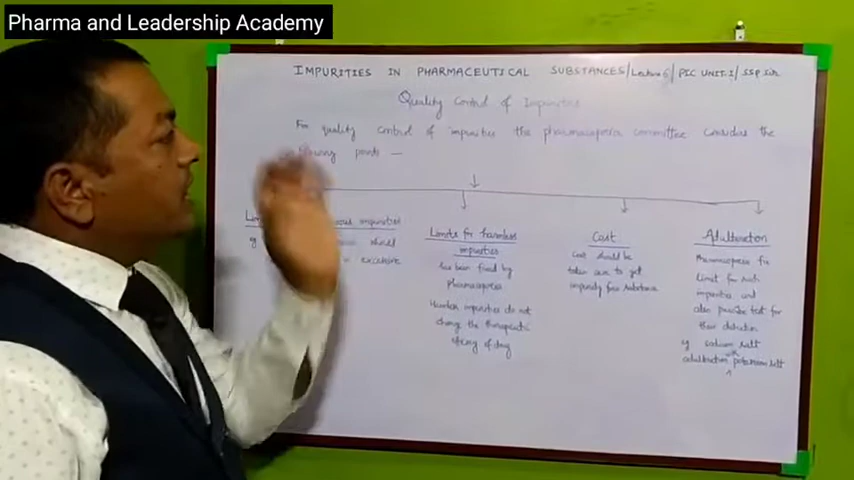 Pharma and Leadership Academy
IMPURITIES IN PHARMACEUTICAL SUBSTANCES/Lecture 6/PIC UNIT-I/SSP sir
Quality Control of Impurities
For quality control of impurities the pharmacopoeia committee considers the
points —
impurities
Limits for harmless
impurities
has been fixed by
Pharmacopoeia
Harmless impurities do not
change the therapeutic
of drug
Cost
Cost should be
taken care to get
impurity free substance
Adulteration
Pharmacopoeia fix
Limit for such
impurities and
also provide test for
their detection
eg sodium salt
adulteration with potassium salt